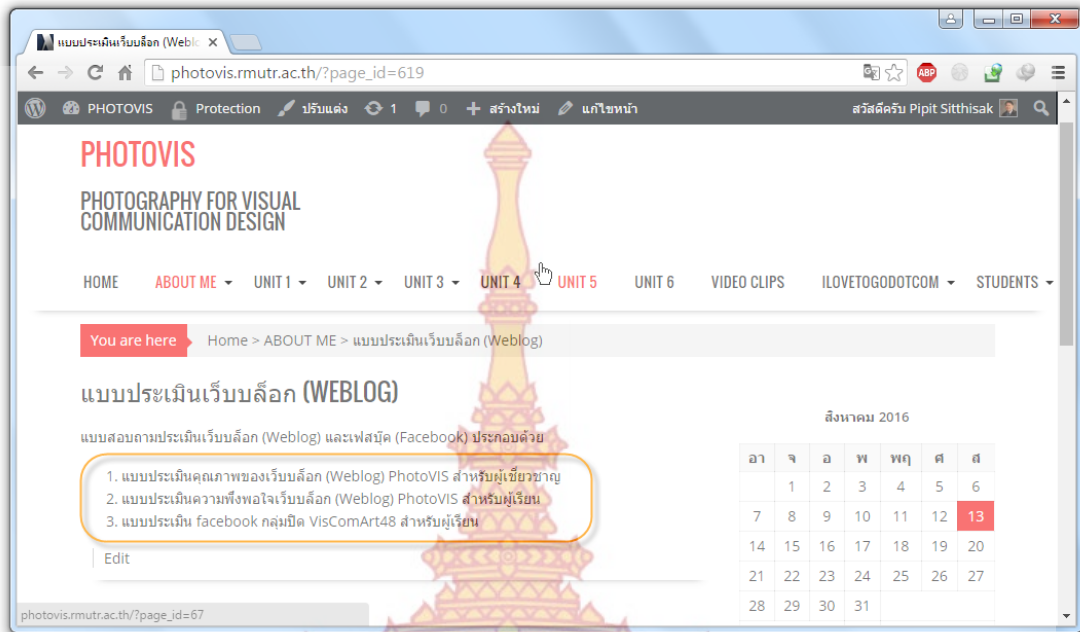 แบบประเมินเว็บบล็อก (Weblo
photovis.rmutr.ac.th/?page_id=619
ABP
PHOTOVIS Protection ปรับแต่ง 1 0 + สร้างใหม่ แก้ไขหน้า สวัสดีครับ Pipit Sitthisak
PHOTOVIS
PHOTOGRAPHY FOR VISUAL
COMMUNICATION DESIGN
HOME ABOUT ME UNIT 1 UNIT 2 UNIT 3 UNIT 4 UNIT 5 UNIT 6 VIDEO CLIPS ILOVETOGODOTCOM STUDENTS
You are here Home > ABOUT ME > แบบประเมินเว็บบล็อก (Weblog)
แบบประเมินเว็บบล็อก (WEBLOG)
แบบสอบถามประเมินเว็บบล็อก (Weblog) และเฟสบุ๊ค (Facebook) ประกอบด้วย
1. แบบประเมินคุณภาพของเว็บบล็อก (Weblog) PhotoVIS สำหรับผู้เชี่ยวชาญ
2. แบบประเมินความพึงพอใจเว็บบล็อก (Weblog) PhotoVIS สำหรับผู้เรียน
3. แบบประเมิน facebook กลุ่มปิด VisComArt48 สำหรับผู้เรียน
Edit
สิงหาคม 2016
อา จ อ พ พฤ ศ ส
1 2 3 4 5 6
7 8 9 10 11 12 13
14 15 16 17 18 19 20
21 22 23 24 25 26 27
28 29 30 31
photovis.rmutr.ac.th/?page_id=67